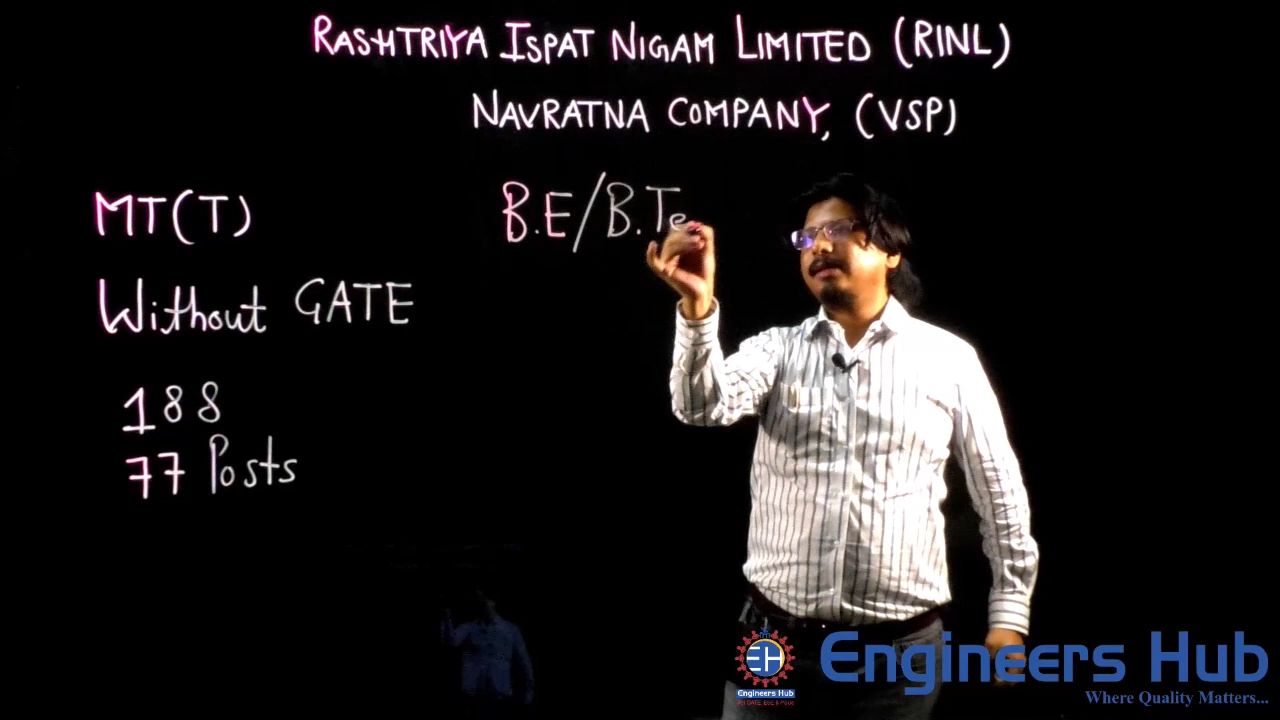 RASHTRIYA ISPAT NIGAM LIMITED (RINL)
NAVRATNA COMPANY, (VSP)
MT(T)
B.E/B.Te
Without GATE
188
77 Posts
EH
Engineers Hub
Engineers Hub
Where Quality Matters...